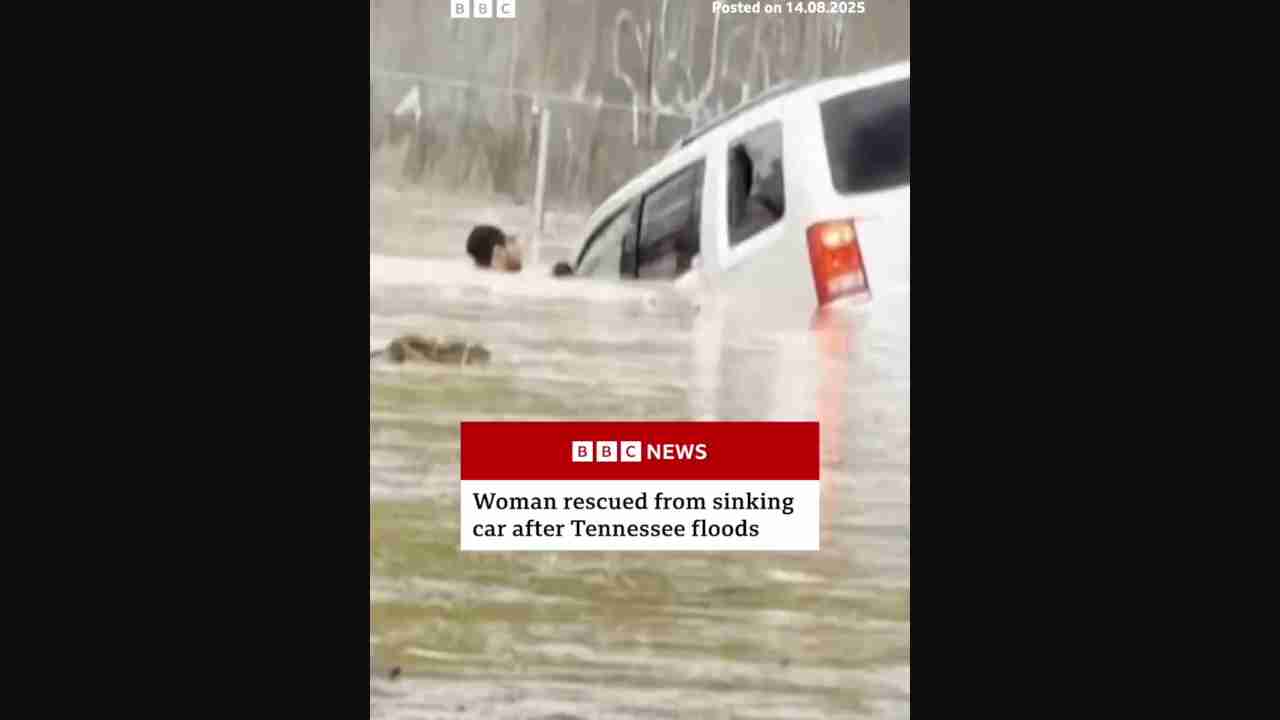 BBC
Posted on 14.08.2025
BBC NEWS
Woman rescued from sinking
car after Tennessee floods